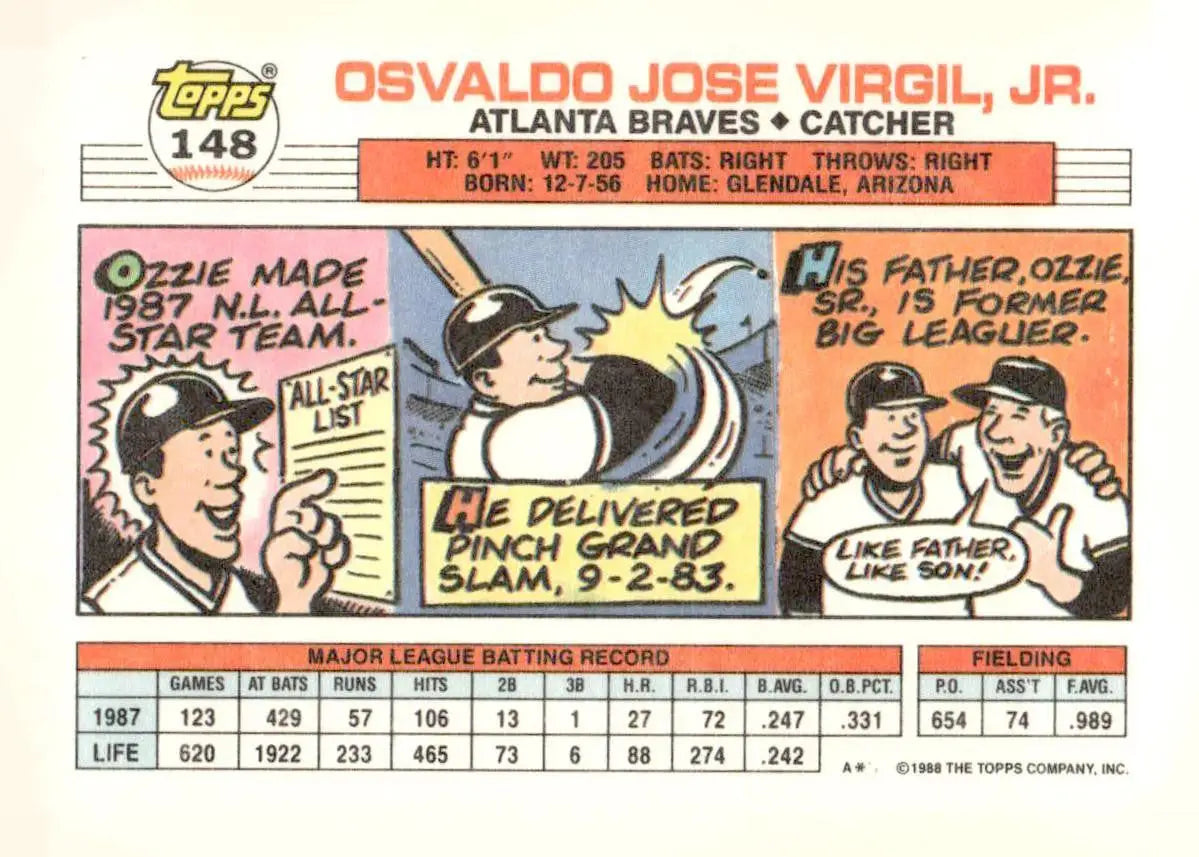 Topps®
148
OSVALDO JOSE VIRGIL, JR.
ATLANTA BRAVES ♦ CATCHER
HT: 6'1" WT: 205 BATS: RIGHT THROWS: RIGHT
BORN: 12-7-56 HOME: GLENDALE, ARIZONA
OZZIE MADE
1987 N.L. ALL-
STAR TEAM.
ALL-STAR
LIST
HE DELIVERED
PINCH GRAND
SLAM, 9-2-83.
HIS FATHER, OZZIE,
SR., IS FORMER
BIG LEAGUER.
LIKE FATHER,
LIKE SON!
MAJOR LEAGUE BATTING RECORD
GAMES AT BATS RUNS HITS 2B 3B H.R. R.B.I. B.AVG. O.B.PCT.
1987 123 429 57 106 13 1 27 72 .247 .331
LIFE 620 1922 233 465 73 6 88 274 .242
FIELDING
P.O. ASS'T F.AVG.
654 74 .989
A* ©1988 THE TOPPS COMPANY, INC.